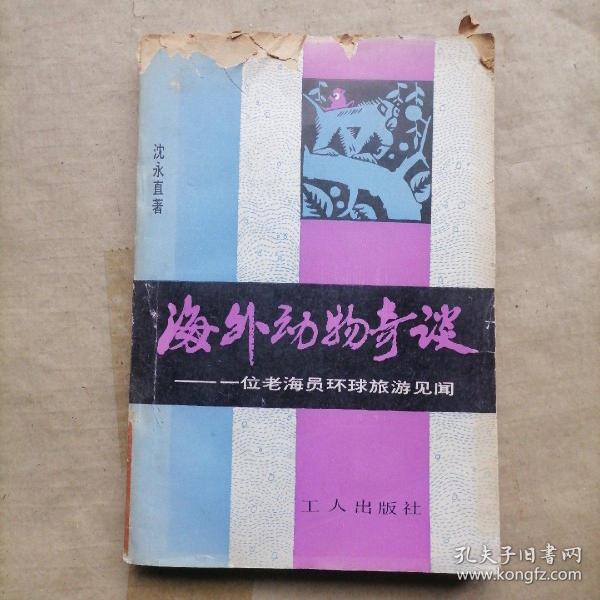 沈永直著
海外动物奇谈
——一位老海员环球旅游见闻
工人出版社
孔夫子旧书网
www.kongfz.com